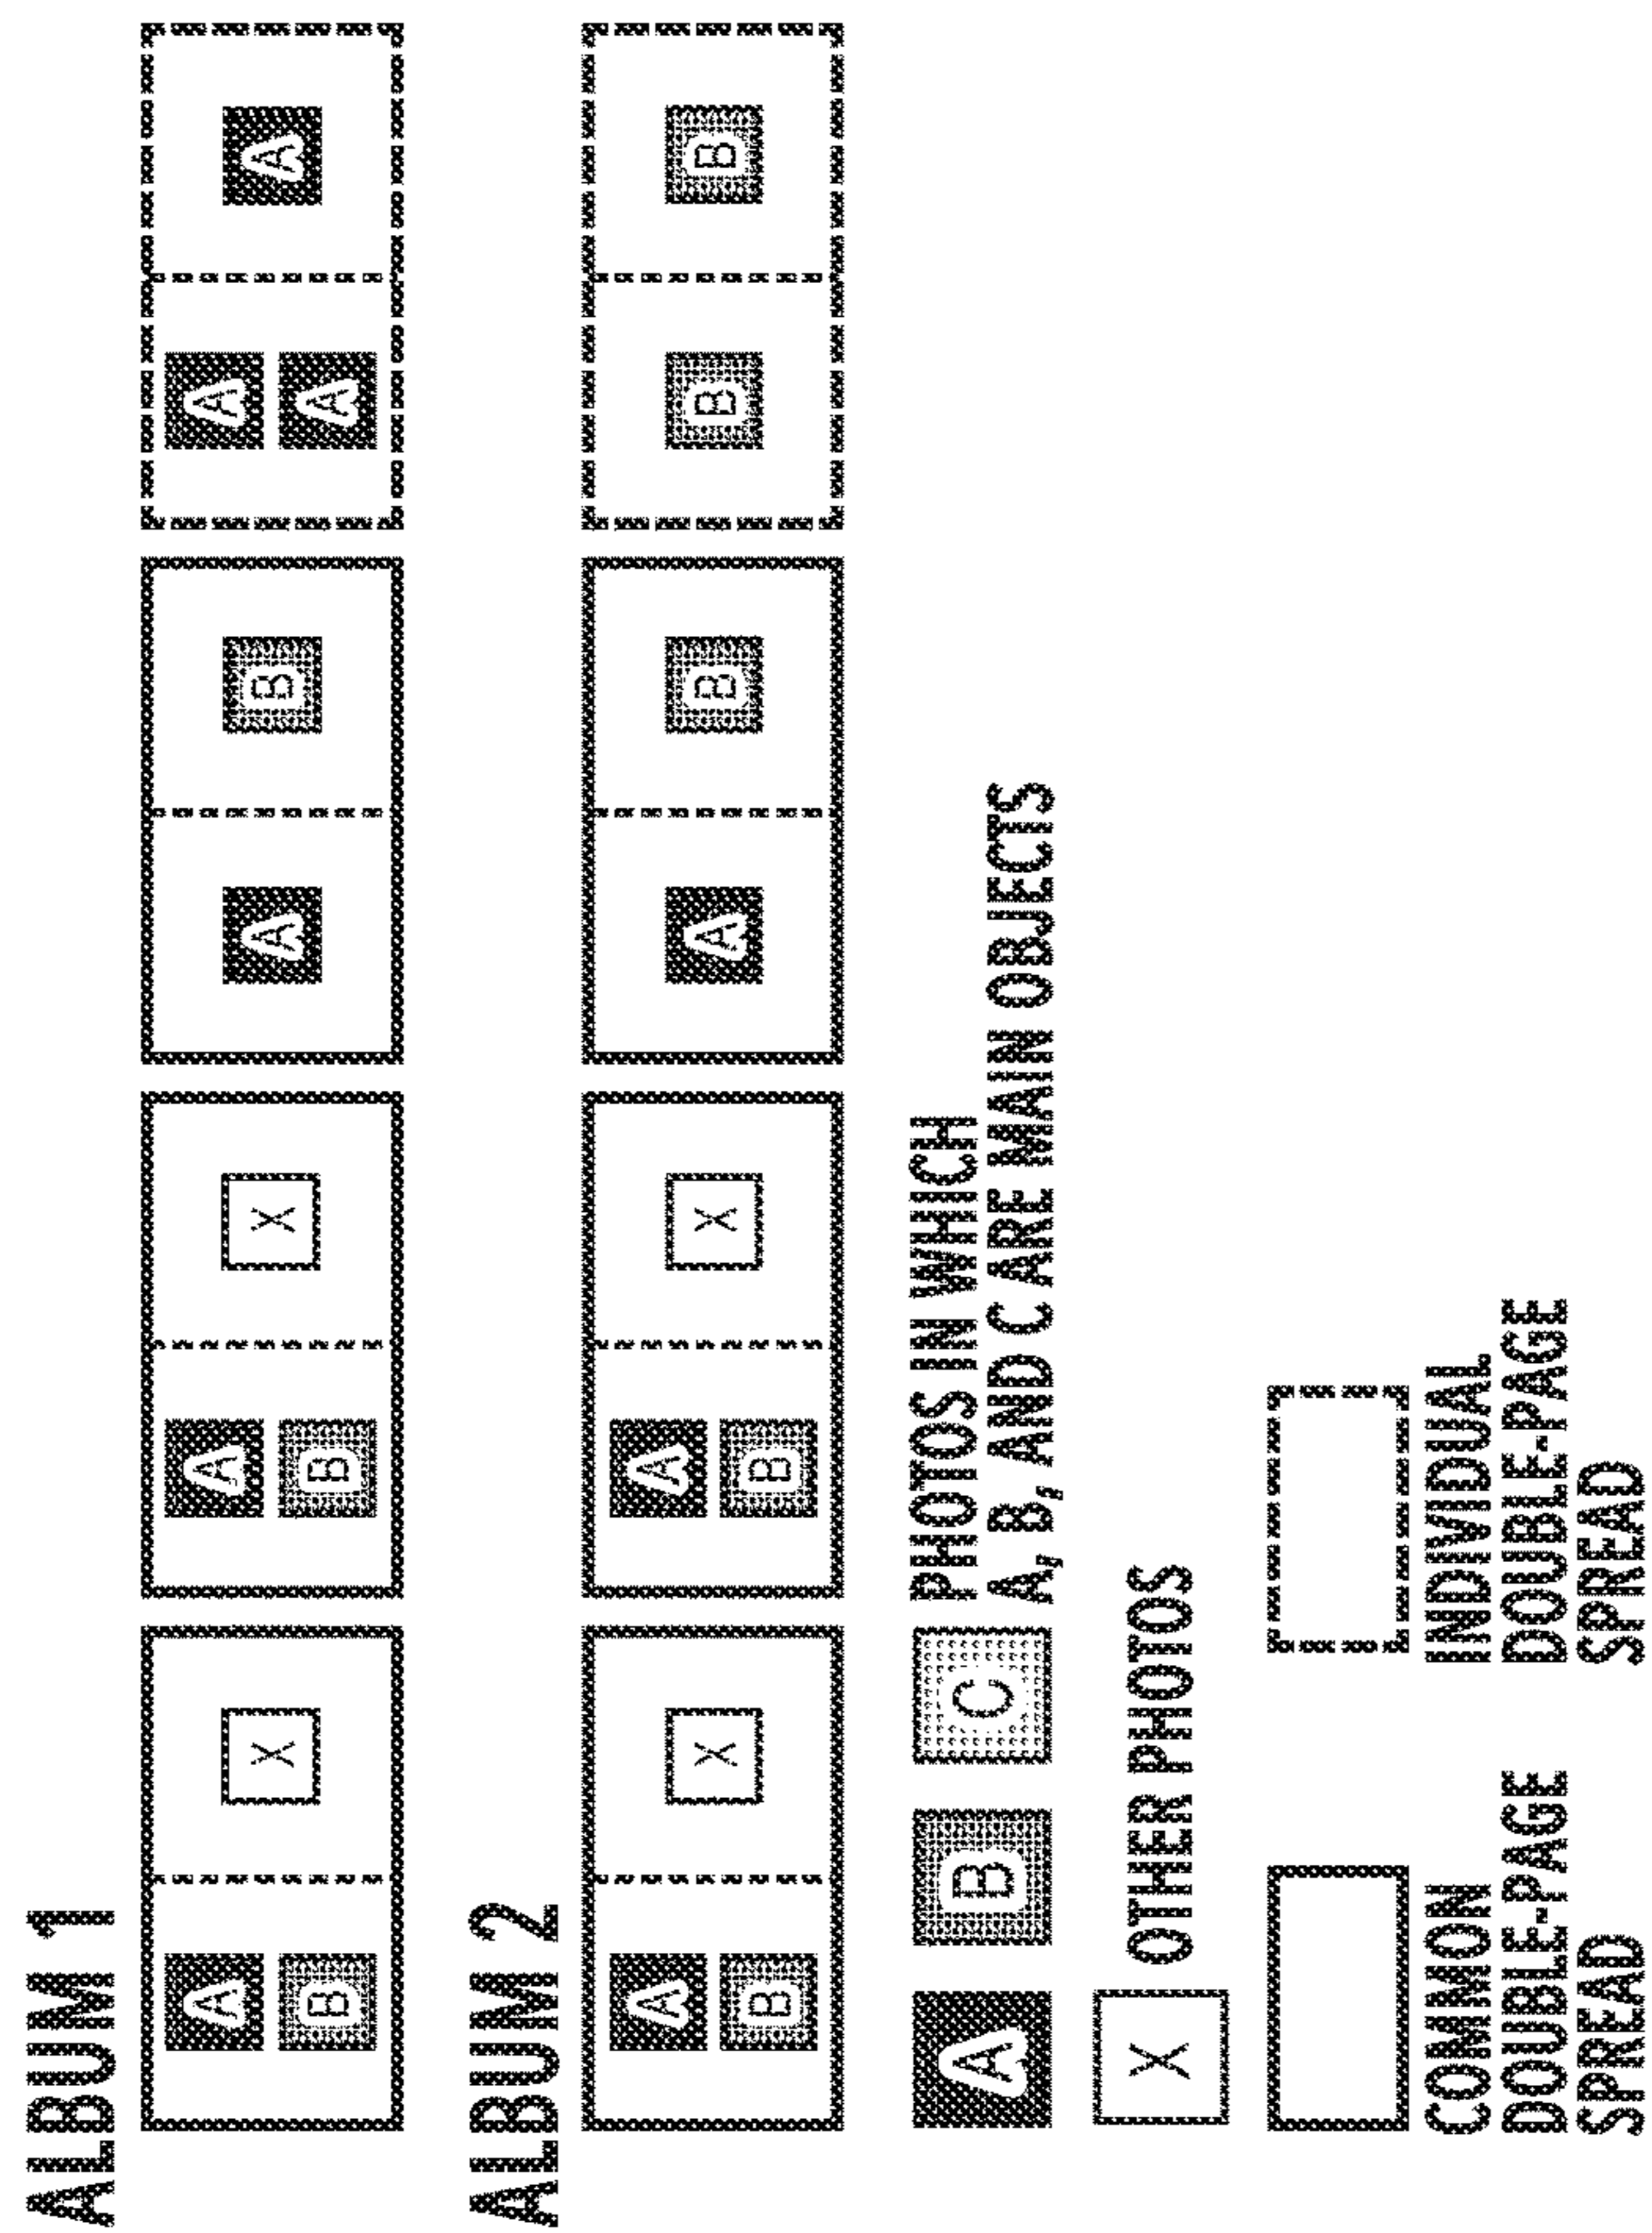 ALBUM 1
A B X A B X A B A A A
ALBUM 2
A B X A B X A B B B
A B C PHOTOS IN WHICH
A, B, AND C ARE MAIN OBJECTS
X OTHER PHOTOS
COMMON
DOUBLE-PAGE
SPREAD
INDIVIDUAL
DOUBLE-PAGE
SPREAD